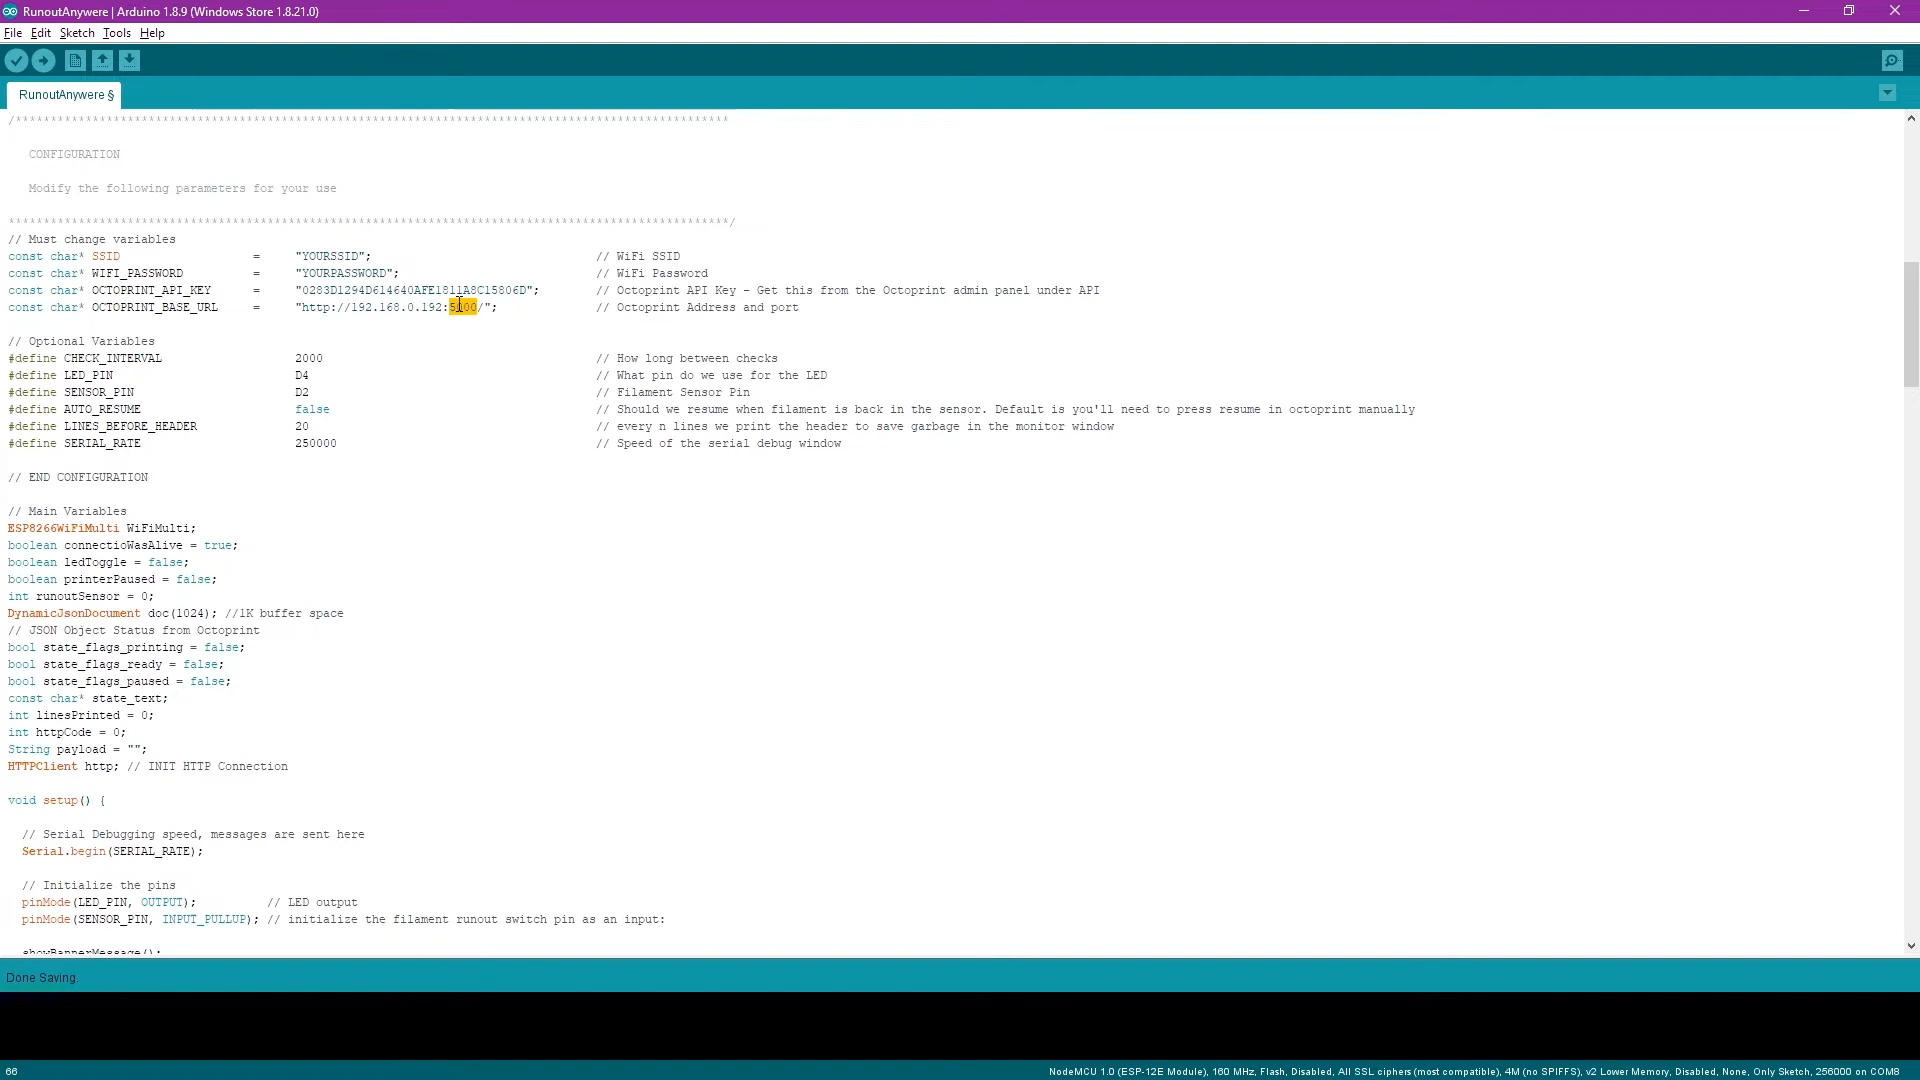 RunoutAnywere | Arduino 1.8.9 (Windows Store 1.8.21.0)
File Edit Sketch Tools Help
RunoutAnywere §
/******************************************************************************************************
CONFIGURATION
Modify the following parameters for your use
*******************************************************************************************************/
// Must change variables
const char* SSID = "YOURSSID"; // WiFi SSID
const char* WIFI_PASSWORD = "YOURPASSWORD"; // WiFi Password
const char* OCTOPRINT_API_KEY = "0283D1294D614640AFE1811A8C15806D"; // Octoprint API Key - Get this from the Octoprint admin panel under API
const char* OCTOPRINT_BASE_URL = "http://192.168.0.192:5000/"; // Octoprint Address and port
// Optional Variables
#define CHECK_INTERVAL 2000 // How long between checks
#define LED_PIN D4 // What pin do we use for the LED
#define SENSOR_PIN D2 // Filament Sensor Pin
#define AUTO_RESUME false // Should we resume when filament is back in the sensor. Default is you'll need to press resume in octoprint manually
#define LINES_BEFORE_HEADER 20 // every n lines we print the header to save garbage in the monitor window
#define SERIAL_RATE 250000 // Speed of the serial debug window
// END CONFIGURATION
// Main Variables
ESP8266WiFiMulti WiFiMulti;
boolean connectioWasAlive = true;
boolean ledToggle = false;
boolean printerPaused = false;
int runoutSensor = 0;
DynamicJsonDocument doc(1024); //1K buffer space
// JSON Object Status from Octoprint
bool state_flags_printing = false;
bool state_flags_ready = false;
bool state_flags_paused = false;
const char* state_text;
int linesPrinted = 0;
int httpCode = 0;
String payload = "";
HTTPClient http; // INIT HTTP Connection
void setup() {
// Serial Debugging speed, messages are sent here
Serial.begin(SERIAL_RATE);
// Initialize the pins
pinMode(LED_PIN, OUTPUT); // LED output
pinMode(SENSOR_PIN, INPUT_PULLUP); // initialize the filament runout switch pin as an input:
showBannerMessage();
Done Saving.
66
NodeMCU 1.0 (ESP-12E Module), 160 MHz, Flash, Disabled, All SSL ciphers (most compatible), 4M (no SPIFFS), v2 Lower Memory, Disabled, None, Only Sketch, 256000 on COM8